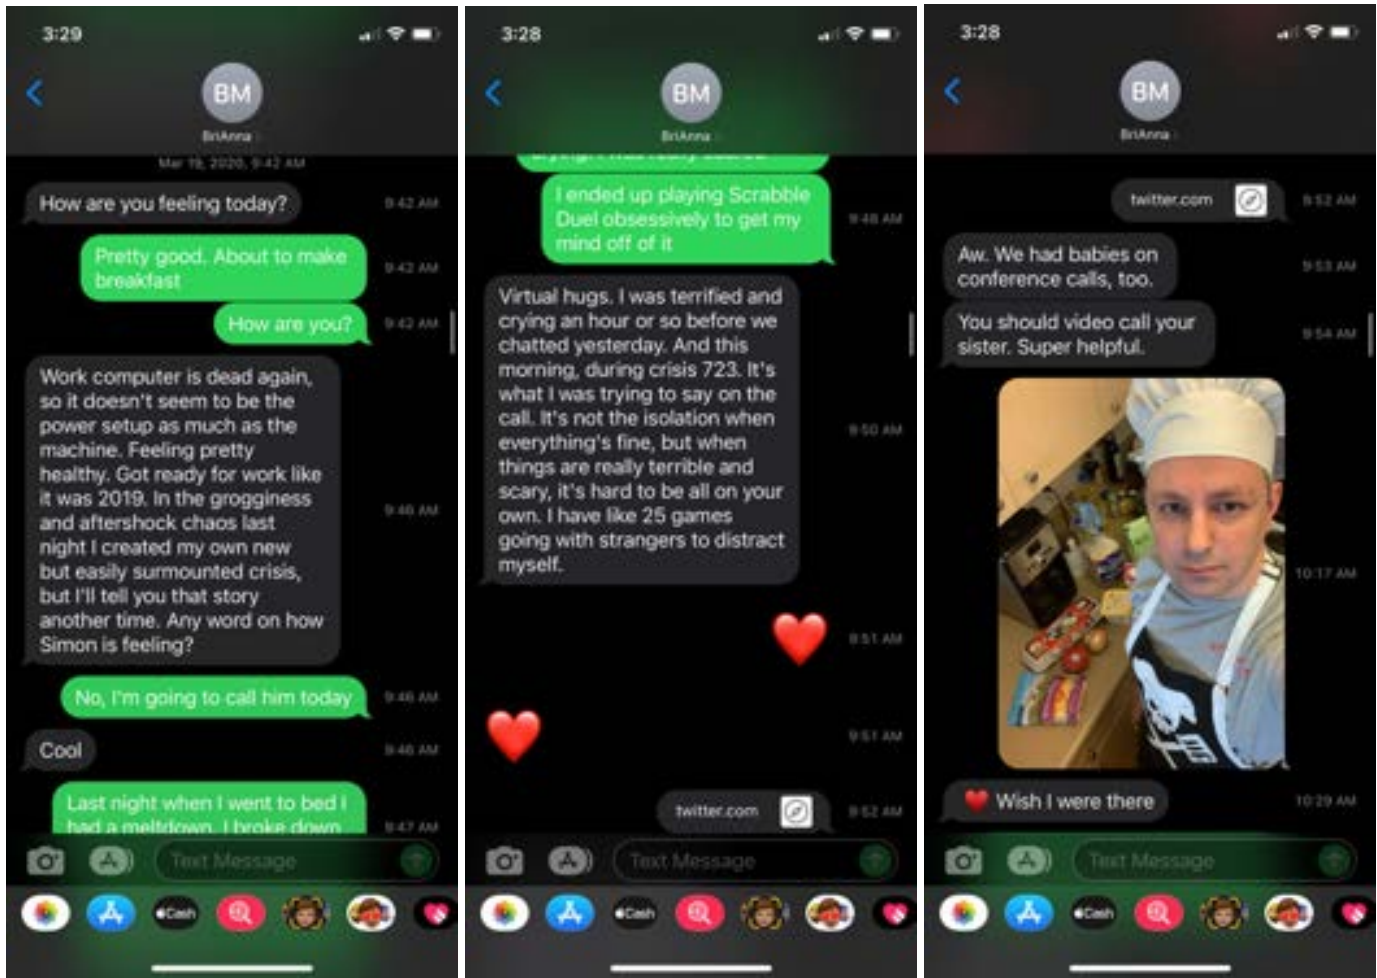 3:29
BM
BriAnna
Mar 19, 2020, 9:42 AM
How are you feeling today?
9:42 AM
Pretty good. About to make
breakfast
9:42 AM
How are you?
9:42 AM
Work computer is dead again,
so it doesn't seem to be the
power setup as much as the
machine. Feeling pretty
healthy. Got ready for work like
it was 2019. In the grogginess
and aftershock chaos last
night I created my own new
but easily surmounted crisis,
but I'll tell you that story
another time. Any word on how
Simon is feeling?
9:46 AM
No, I'm going to call him today
9:46 AM
Cool
9:46 AM
Last night when I went to bed I
had a meltdown. I broke down
9:47 AM
Text Message
Cash
3:28
BM
BriAnna
I ended up playing Scrabble
Duel obsessively to get my
mind off of it
9:48 AM
Virtual hugs. I was terrified and
crying an hour or so before we
chatted yesterday. And this
morning, during crisis 723. It's
what I was trying to say on the
call. It's not the isolation when
everything's fine, but when
things are really terrible and
scary, it's hard to be all on your
own. I have like 25 games
going with strangers to distract
myself.
9:50 AM
9:51 AM
9:51 AM
twitter.com
9:52 AM
Text Message
Cash
3:28
BM
BriAnna
twitter.com
9:52 AM
Aw. We had babies on
conference calls, too.
9:53 AM
You should video call your
sister. Super helpful.
9:54 AM
10:17 AM
Wish I were there
10:29 AM
Text Message
Cash